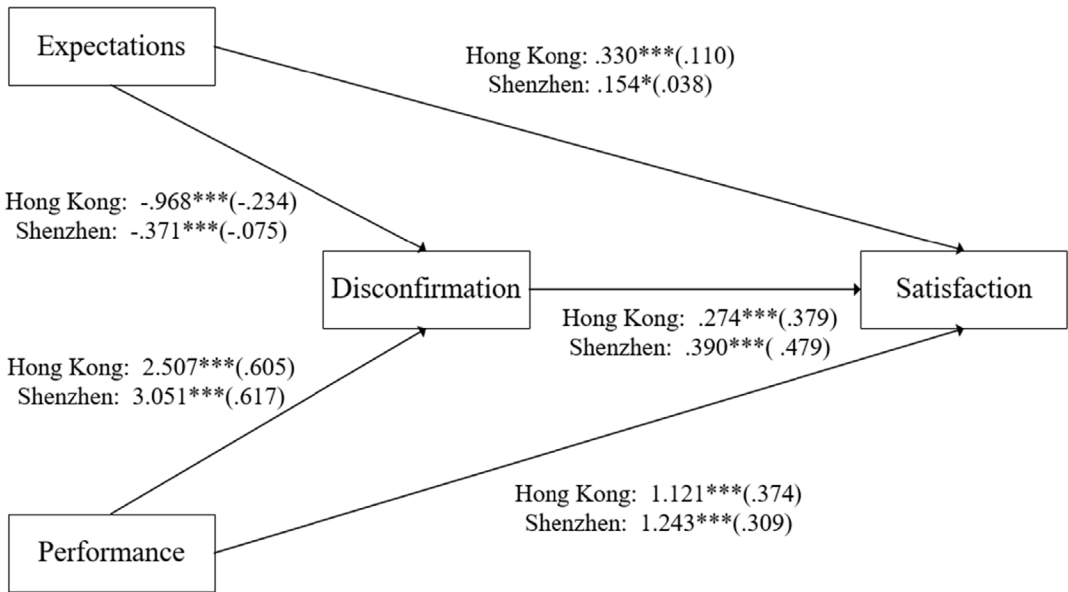 Expectations
Hong Kong: .330***(.110)
Shenzhen: .154*(.038)
Hong Kong: -.968***(-.234)
Shenzhen: -.371***(-.075)
Disconfirmation
Satisfaction
Hong Kong: .274***(.379)
Shenzhen: .390***( .479)
Hong Kong: 2.507***(.605)
Shenzhen: 3.051***(.617)
Hong Kong: 1.121***(.374)
Shenzhen: 1.243***(.309)
Performance